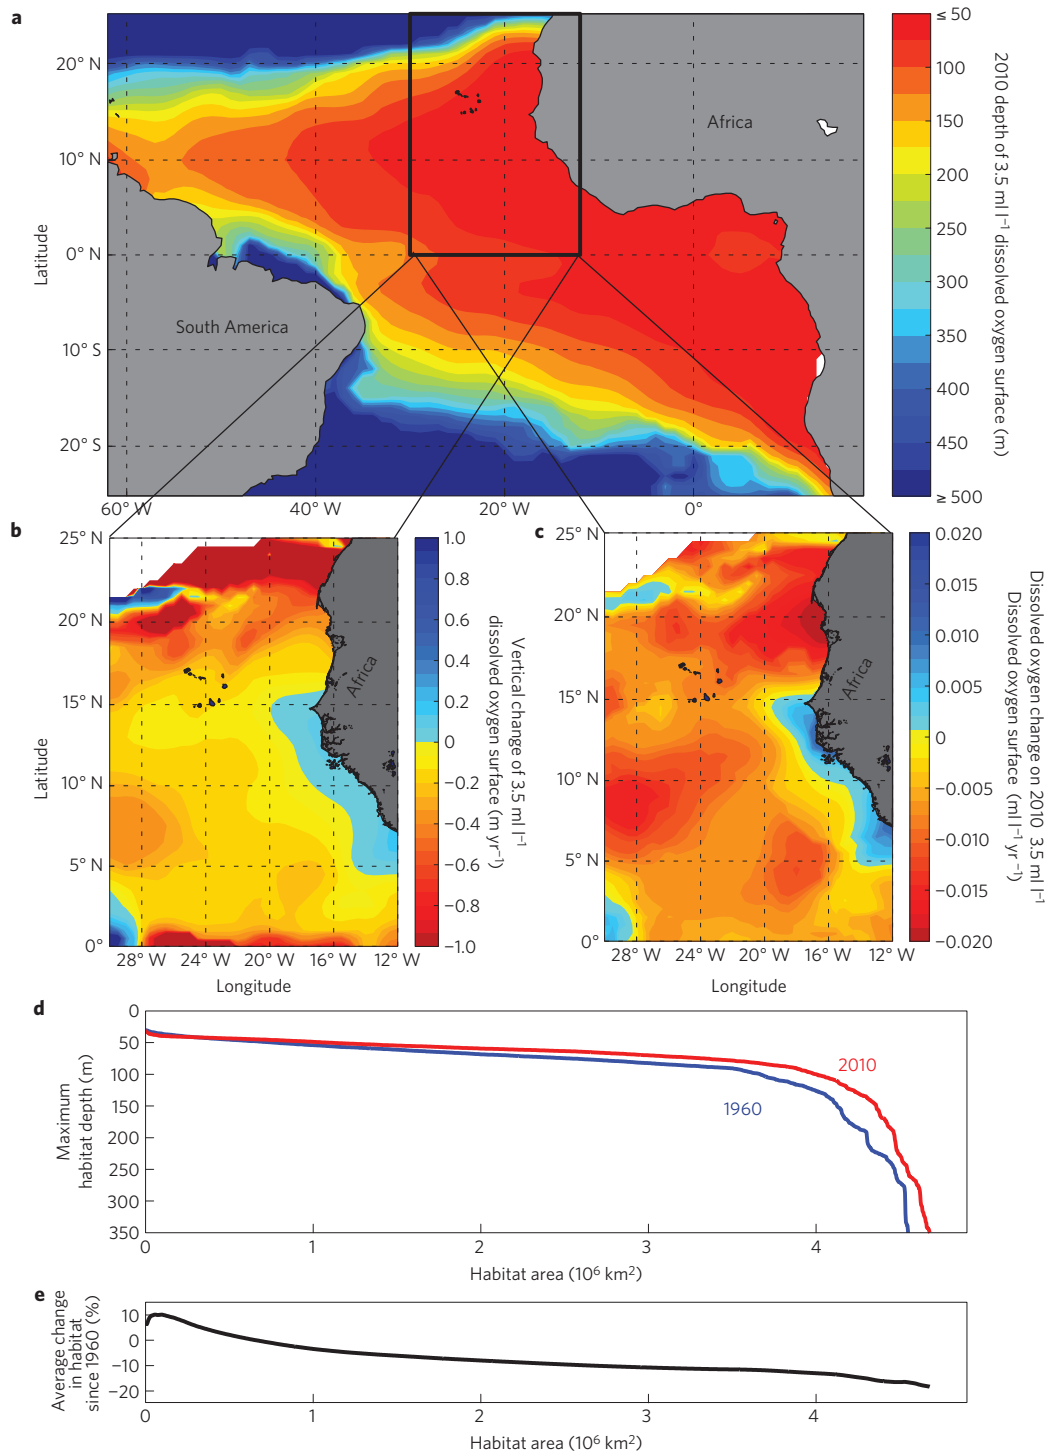 a
20° N
10° N
0° N
10° S
20° S
Latitude
60° W
40° W
20° W
0°
Africa
South America
≤ 50
100
150
200
250
300
350
400
450
≥ 500
2010 depth of 3.5 ml l⁻¹ dissolved oxygen surface (m)
b
25° N
20° N
15° N
10° N
5° N
0°
Latitude
28° W
24° W
20° W
16° W
12° W
Longitude
Africa
1.0
0.8
0.6
0.4
0.2
0
−0.2
−0.4
−0.6
−0.8
−1.0
Vertical change of 3.5 ml l⁻¹
dissolved oxygen surface (m yr⁻¹)
c
25° N
20° N
15° N
10° N
5° N
0°
28° W
24° W
20° W
16° W
12° W
Longitude
Africa
0.020
0.015
0.010
0.005
0
−0.005
−0.010
−0.015
−0.020
Dissolved oxygen change on 2010 3.5 ml l⁻¹
Dissolved oxygen surface (ml l⁻¹ yr⁻¹)
d
0
50
100
150
200
250
300
350
Maximum
habitat depth (m)
2010
1960
0
1
2
3
4
Habitat area (10⁶ km²)
e
10
0
−10
−20
Average change
in habitat
since 1960 (%)
0
1
2
3
4
Habitat area (10⁶ km²)